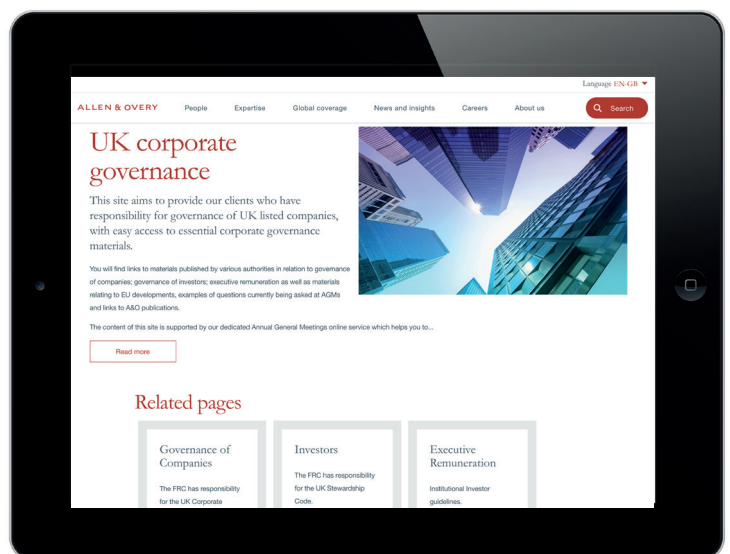 Language EN-GB
ALLEN & OVERY People Expertise Global coverage News and insights Careers About us Search
UK corporate
governance
This site aims to provide our clients who have
responsibility for governance of UK listed companies,
with easy access to essential corporate governance
materials.
You will find links to materials published by various authorities in relation to governance
of companies; governance of investors; executive remuneration as well as materials
relating to EU developments, examples of questions currently being asked at AGMs
and links to A&O publications.
The content of this site is supported by our dedicated Annual General Meetings online service which helps you to...
Read more
Related pages
Governance of
Companies
The FRC has responsibility
for the UK Corporate
Investors
The FRC has responsibility
for the UK Stewardship
Code.
Executive
Remuneration
Institutional Investor
guidelines.